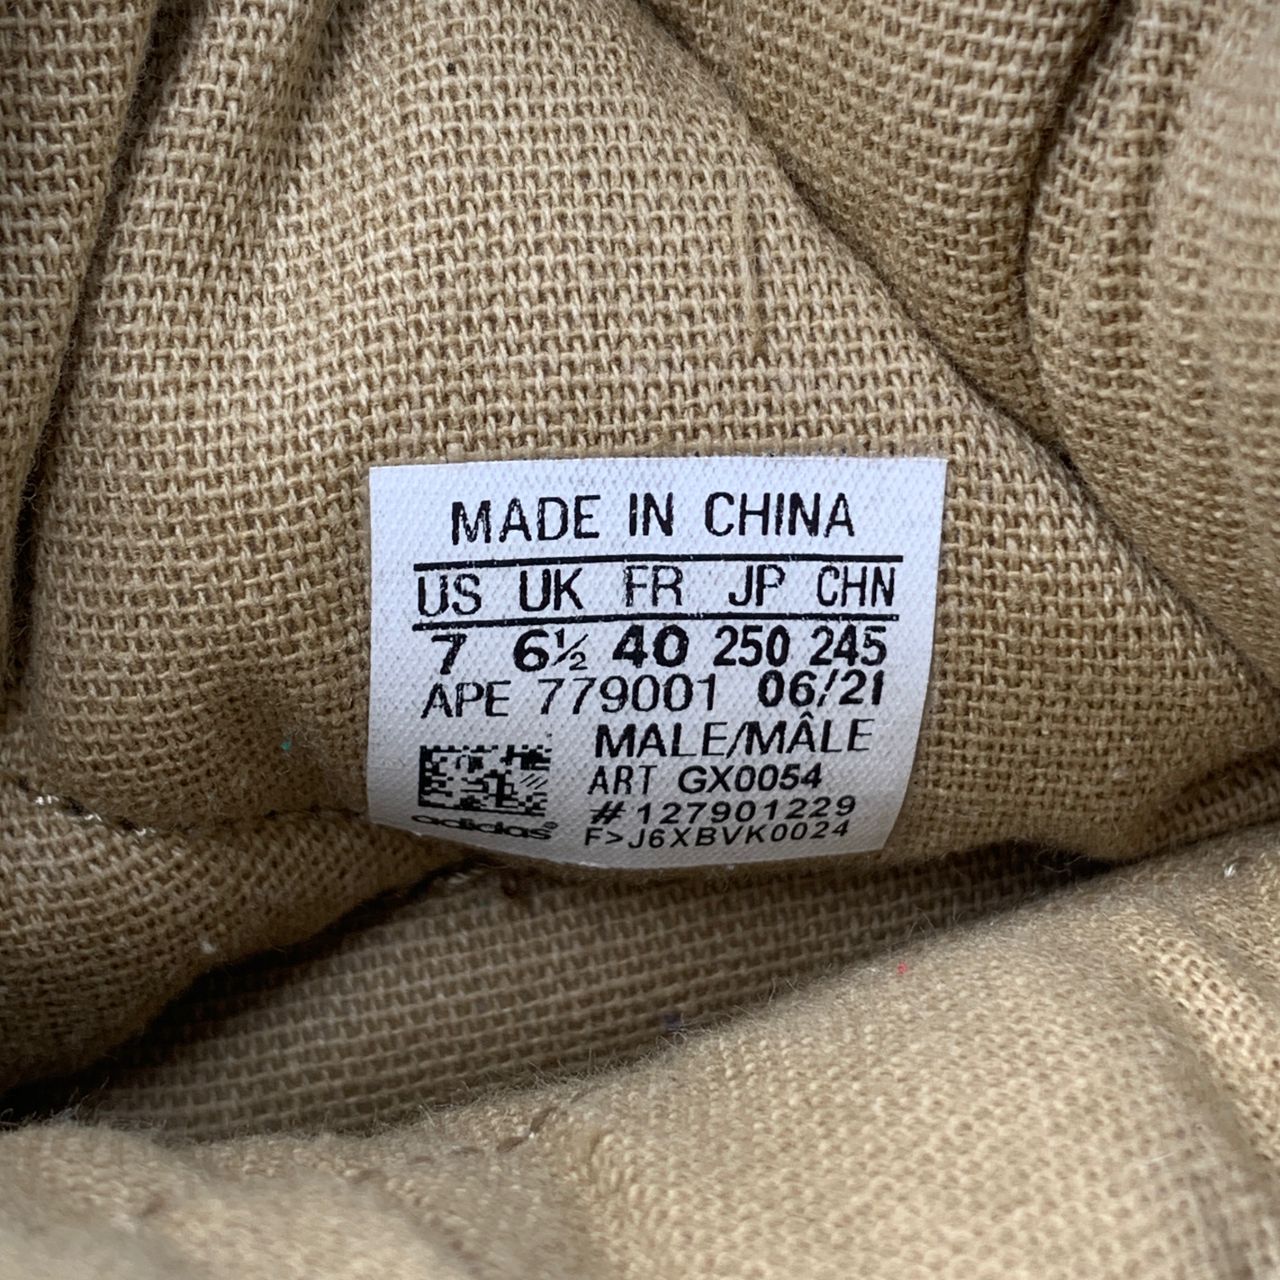 MADE IN CHINA
US UK FR JP CHN
7 6½ 40 250 245
APE 779001 06/21
MALE/MÂLE
ART GX0054
#127901229
adidas®
F>J6XBVK0024